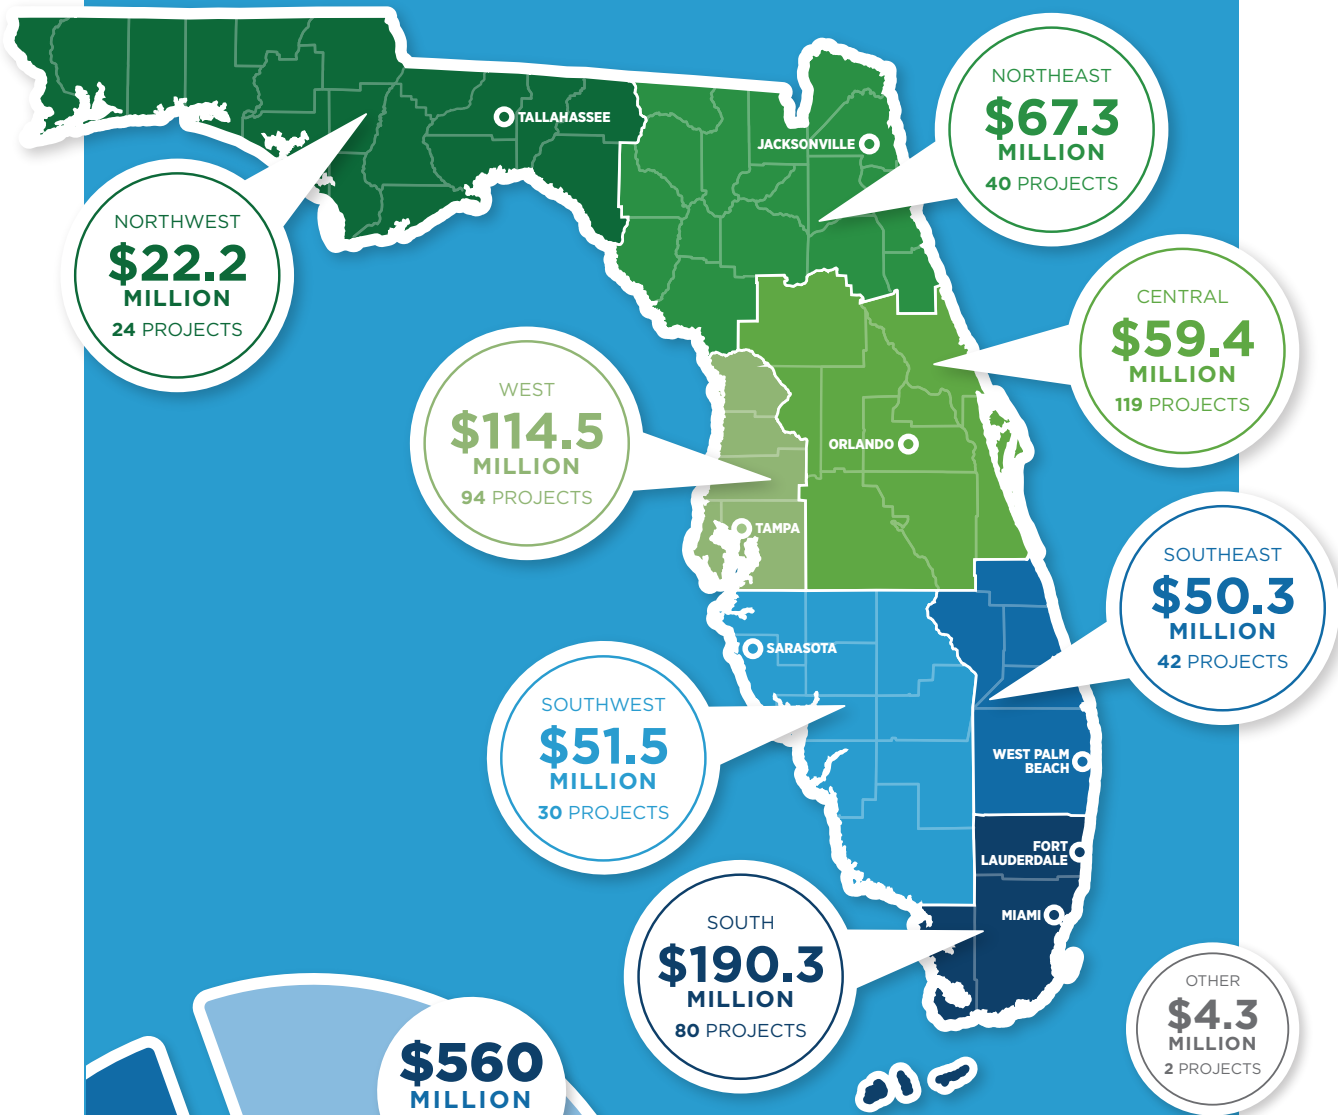 TALLAHASSEE
JACKSONVILLE
NORTHEAST
$67.3
MILLION
40 PROJECTS
NORTHWEST
$22.2
MILLION
24 PROJECTS
CENTRAL
$59.4
MILLION
119 PROJECTS
WEST
$114.5
MILLION
94 PROJECTS
ORLANDO
TAMPA
SOUTHEAST
$50.3
MILLION
42 PROJECTS
SARASOTA
SOUTHWEST
$51.5
MILLION
30 PROJECTS
WEST PALM
BEACH
FORT
LAUDERDALE
MIAMI
SOUTH
$190.3
MILLION
80 PROJECTS
OTHER
$4.3
MILLION
2 PROJECTS
$560
MILLION